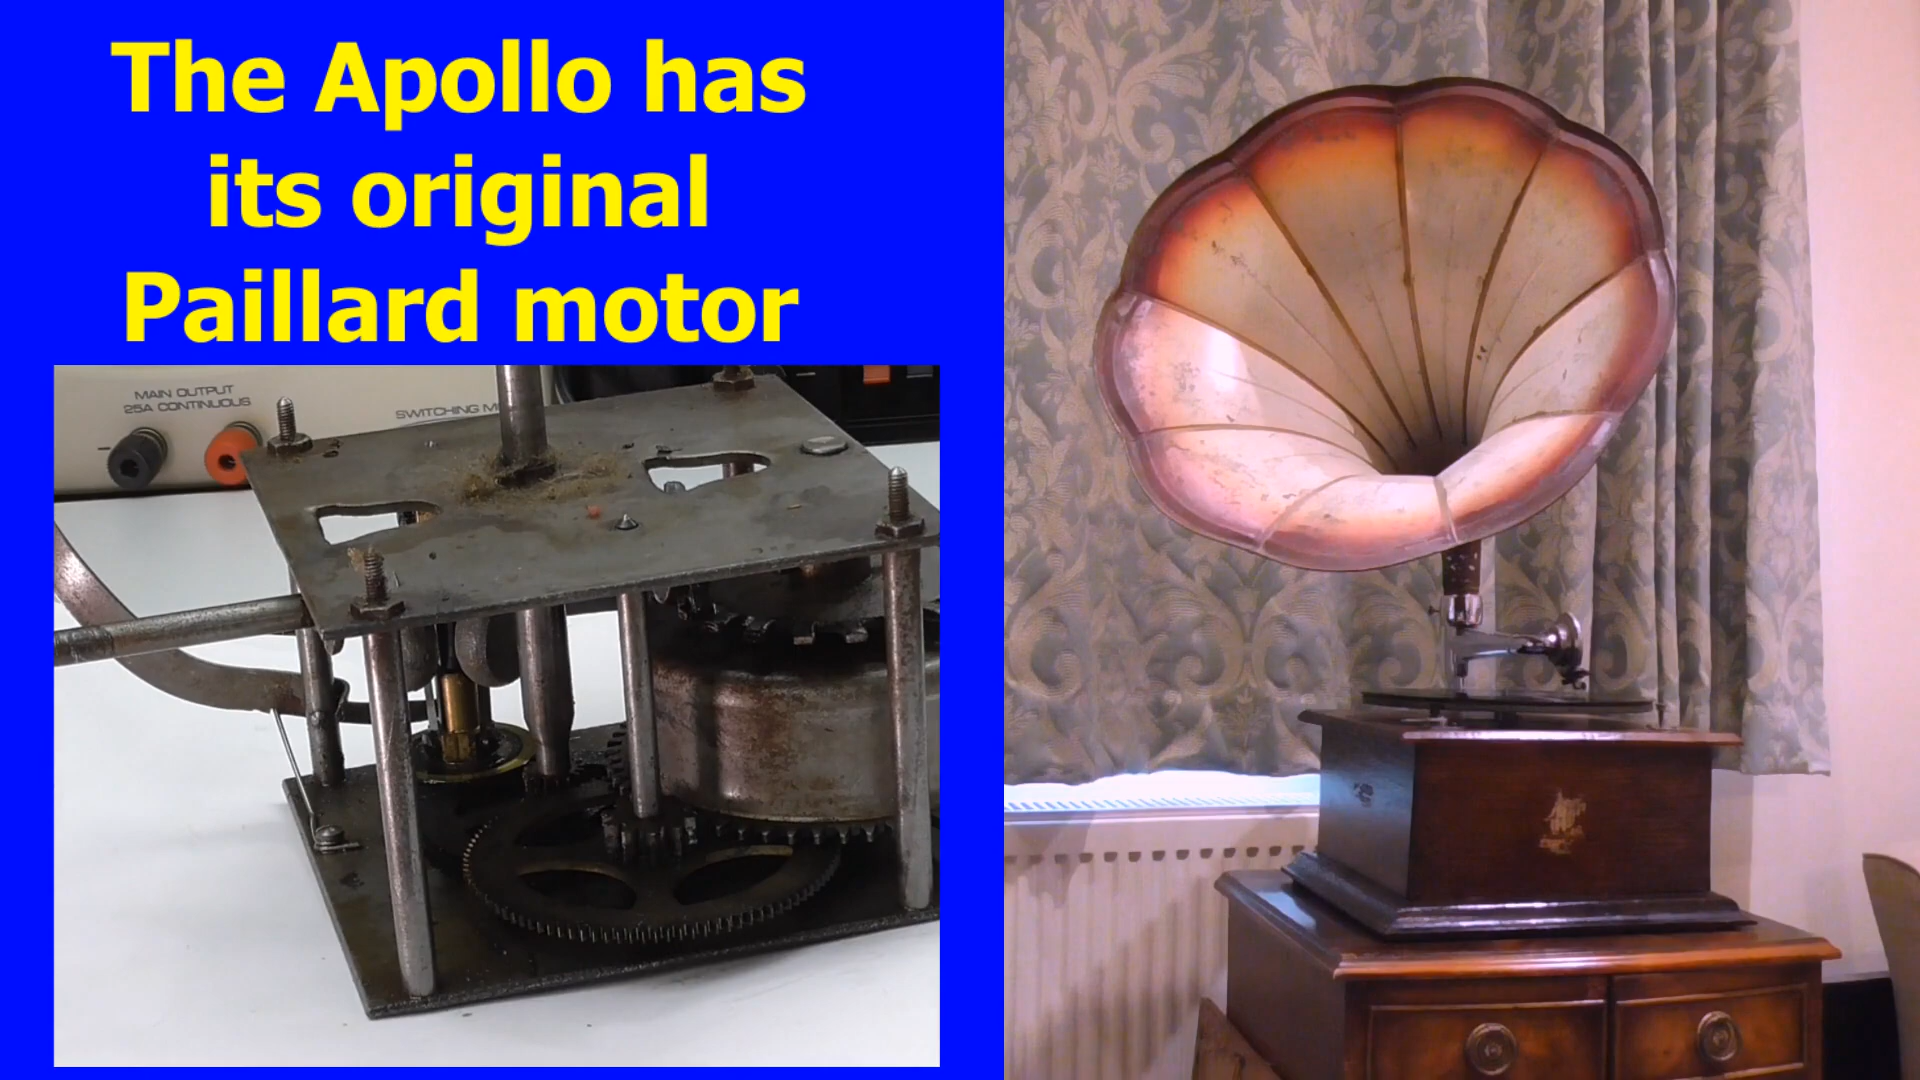 The Apollo has
its original
Paillard motor
MAIN OUTPUT
25A CONTINUOUS
SWITCHING